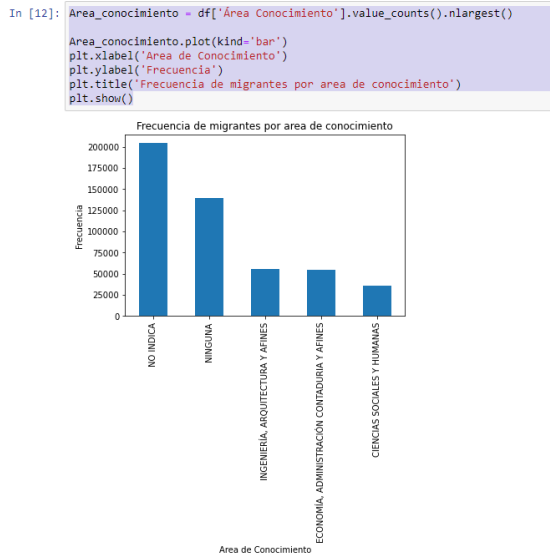 In [12]: Area_conocimiento = df['Área Conocimiento'].value_counts().nlargest()
Area_conocimiento.plot(kind='bar')
plt.xlabel('Area de Conocimiento')
plt.ylabel('Frecuencia')
plt.title('Frecuencia de migrantes por area de conocimiento')
plt.show()
Frecuencia de migrantes por area de conocimiento
200000
175000
150000
125000
100000
75000
50000
25000
0
Frecuencia
NO INDICA
NINGUNA
INGENIERÍA, ARQUITECTURA Y AFINES
ECONOMÍA, ADMINISTRACIÓN CONTADURIA Y AFINES
CIENCIAS SOCIALES Y HUMANAS
Area de Conocimiento